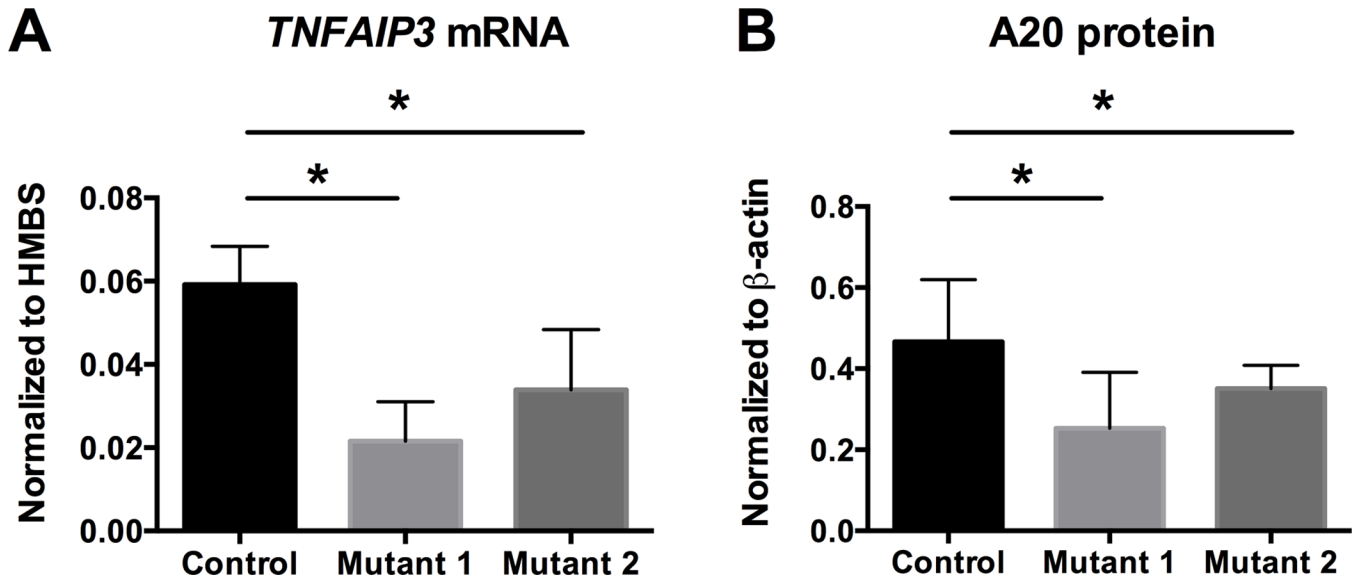 A
TNFAIP3 mRNA
*
*
Normalized to HMBS
0.08
0.06
0.04
0.02
0.00
Control
Mutant 1
Mutant 2
B
A20 protein
*
*
Normalized to β-actin
0.8
0.6
0.4
0.2
0.0
Control
Mutant 1
Mutant 2